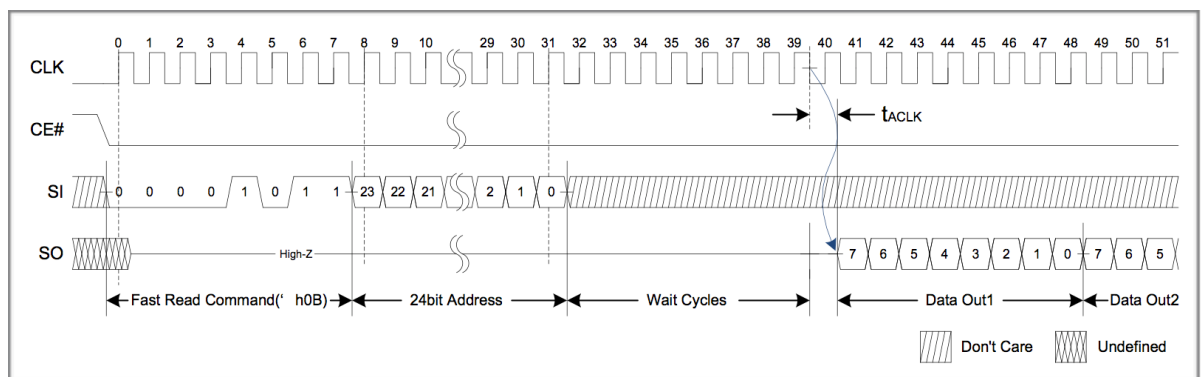 0 1 2 3 4 5 6 7 8 9 10 29 30 31 32 33 34 35 36 37 38 39 40 41 42 43 44 45 46 47 48 49 50 51
CLK
tACLK
CE#
SI 0 0 0 0 1 0 1 1 23 22 21 2 1 0
SO High-Z 7 6 5 4 3 2 1 0 7 6 5
Fast Read Command(‘ h0B) 24bit Address Wait Cycles Data Out1 Data Out2
Don't Care Undefined